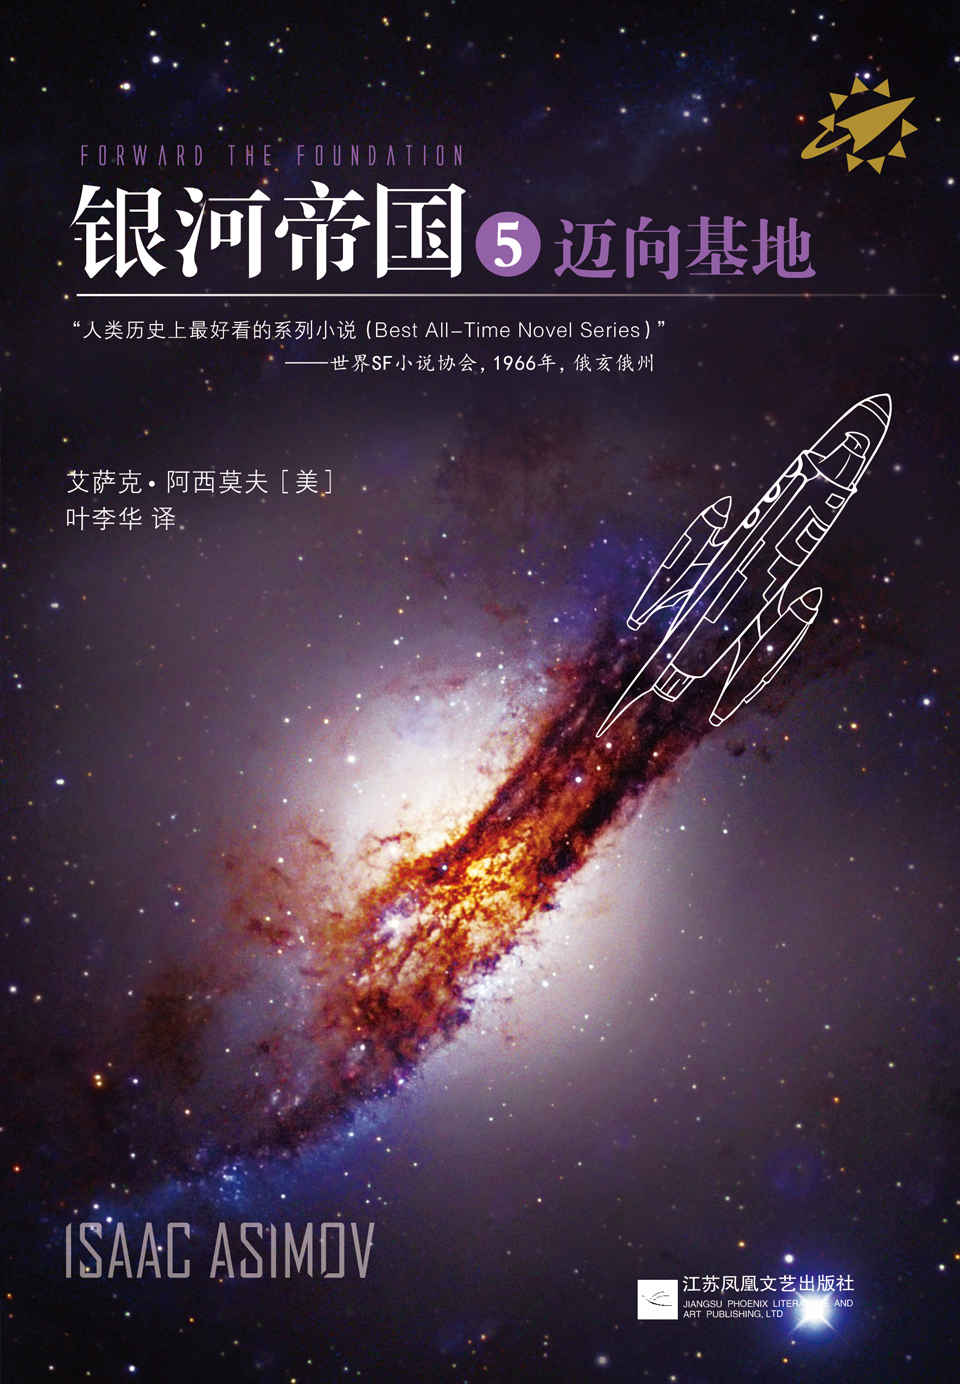 FORWARD THE FOUNDATION
银河帝国5迈向基地
“人类历史上最好看的系列小说（Best All-Time Novel Series）”
——世界SF小说协会，1966年，俄亥俄州
艾萨克·阿西莫夫［美］
叶李华 译
ISAAC ASIMOV
江苏凤凰文艺出版社
JIANGSU PHOENIX LITERATURE AND
ART PUBLISHING, LTD